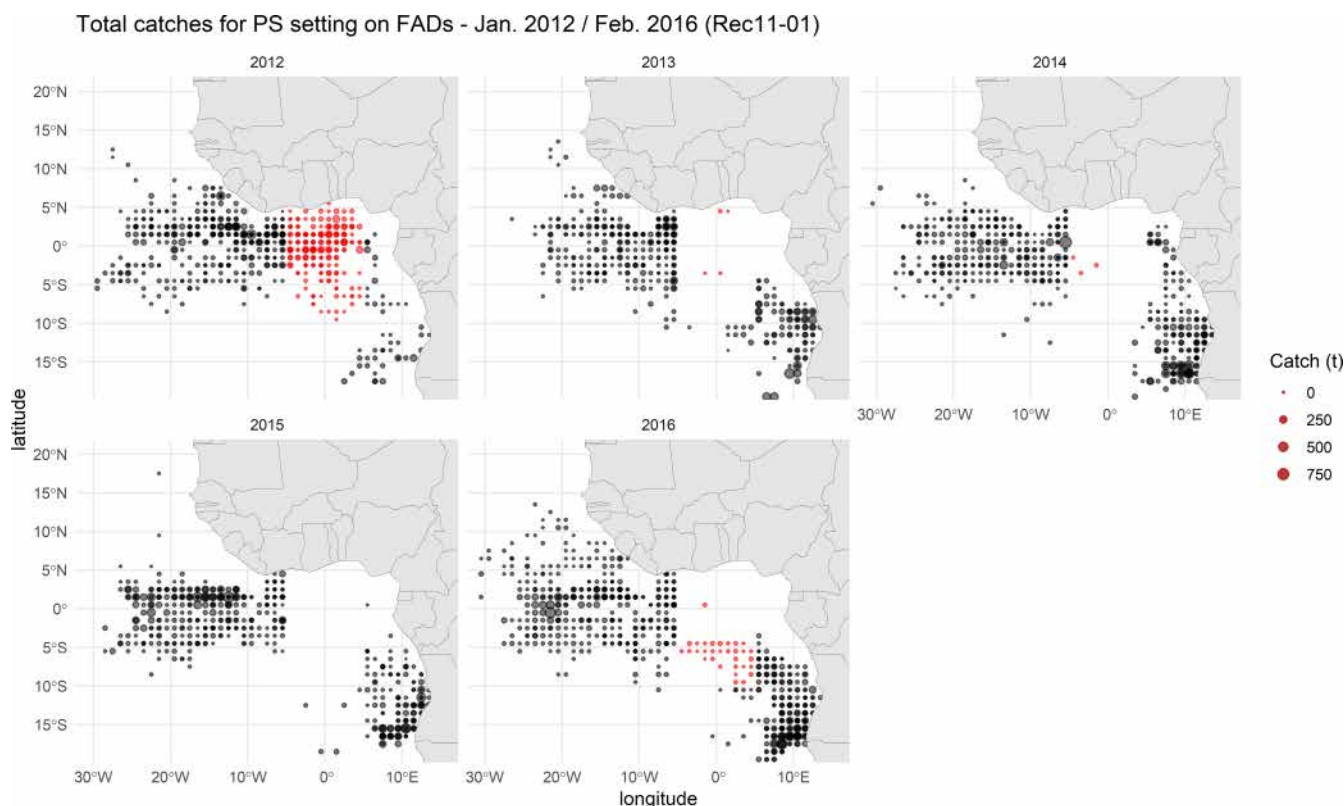 Total catches for PS setting on FADs - Jan. 2012 / Feb. 2016 (Rec11-01)
2012
2013
2014
20°N
15°N
10°N
5°N
0°
5°S
10°S
15°S
30°W
20°W
10°W
0°
10°E
latitude
Catch (t)
0
250
500
750
2015
2016
20°N
15°N
10°N
5°N
0°
5°S
10°S
15°S
30°W
20°W
10°W
0°
10°E
30°W
20°W
10°W
0°
10°E
longitude